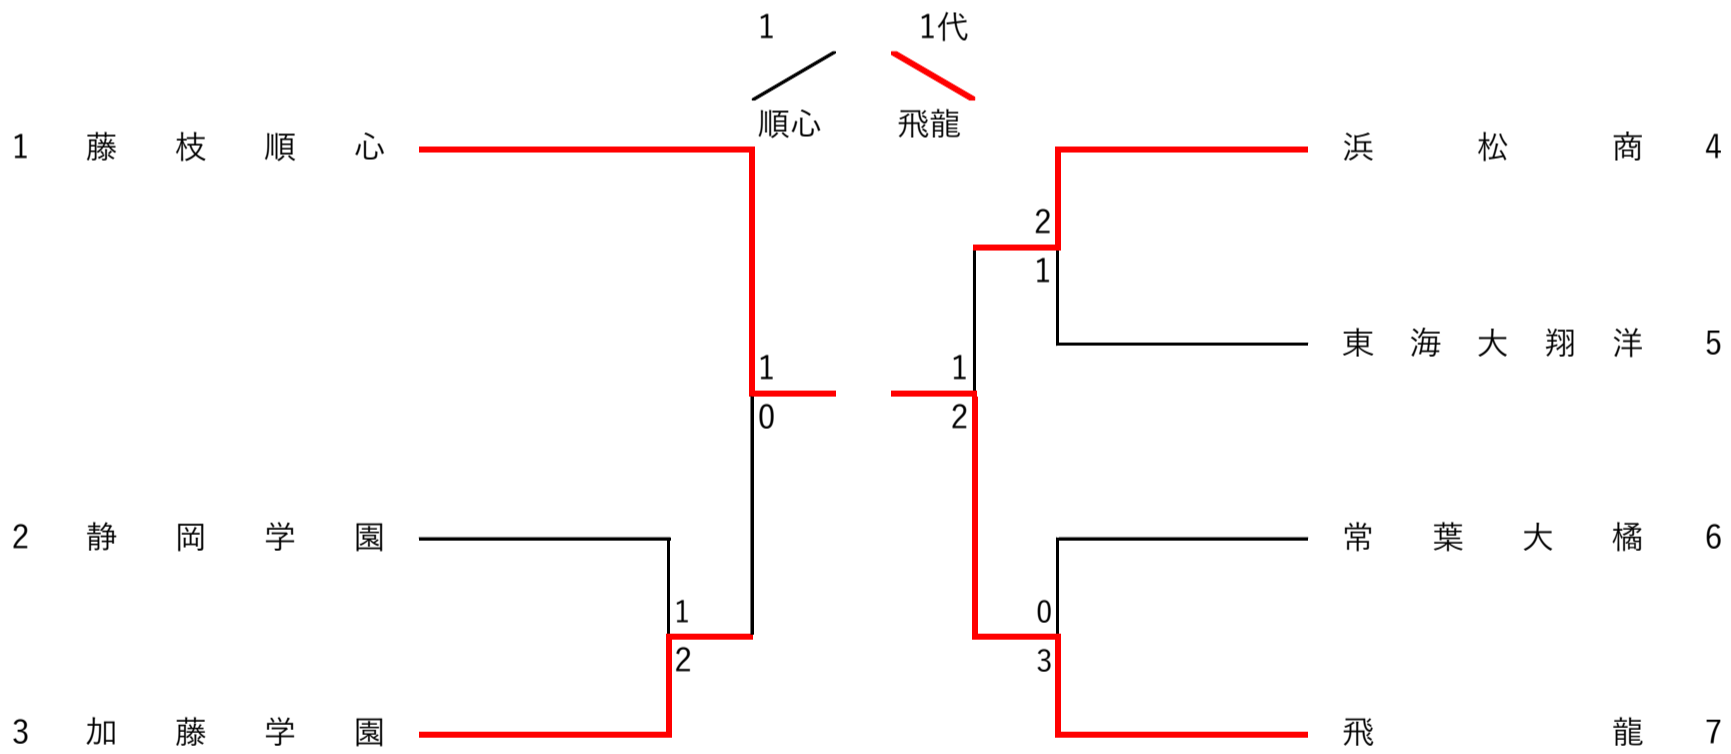 1 1代
順心 飛龍
1 藤枝順心 浜松商 4
2
1
東海大翔洋 5
1 1
0 2
2 静岡学園 常葉大橘 6
1 0
2 3
3 加藤学園 飛龍 7